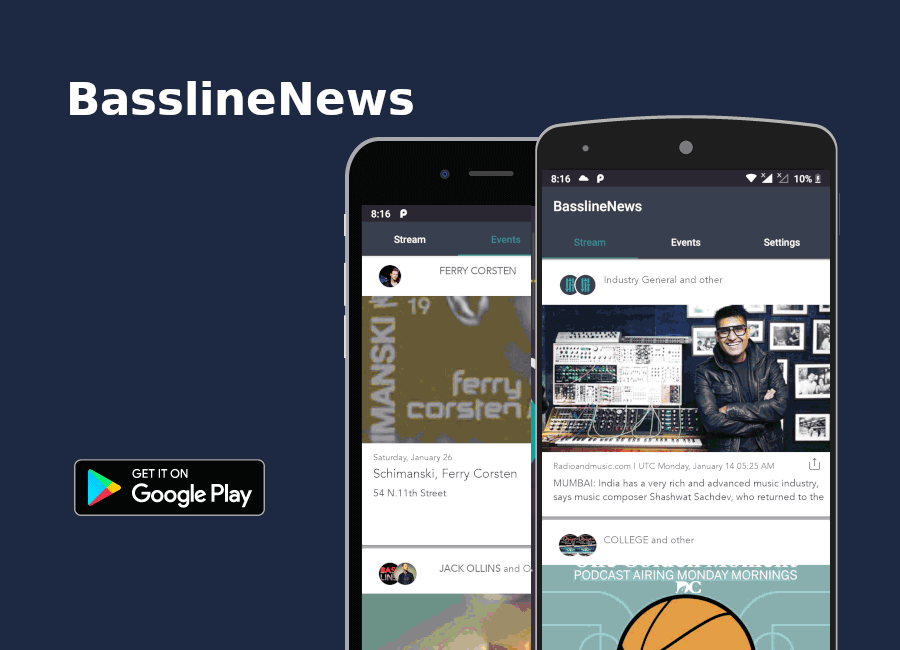 BasslineNews
GET IT ON
Google Play
8:16
Stream
Events
FERRY CORSTEN
19
IMANSKI
ferry
corsten
Saturday, January 26
Schimanski, Ferry Corsten
54 N.11th Street
JACK OLLINS and O
8:16
10%
BasslineNews
Stream
Events
Settings
Industry General and other
Radioandmusic.com | UTC Monday, January 14 05:25 AM
MUMBAI: India has a very rich and advanced music industry,
says music composer Shashwat Sachdev, who returned to the
COLLEGE and other
PODCAST AIRING MONDAY MORNINGS